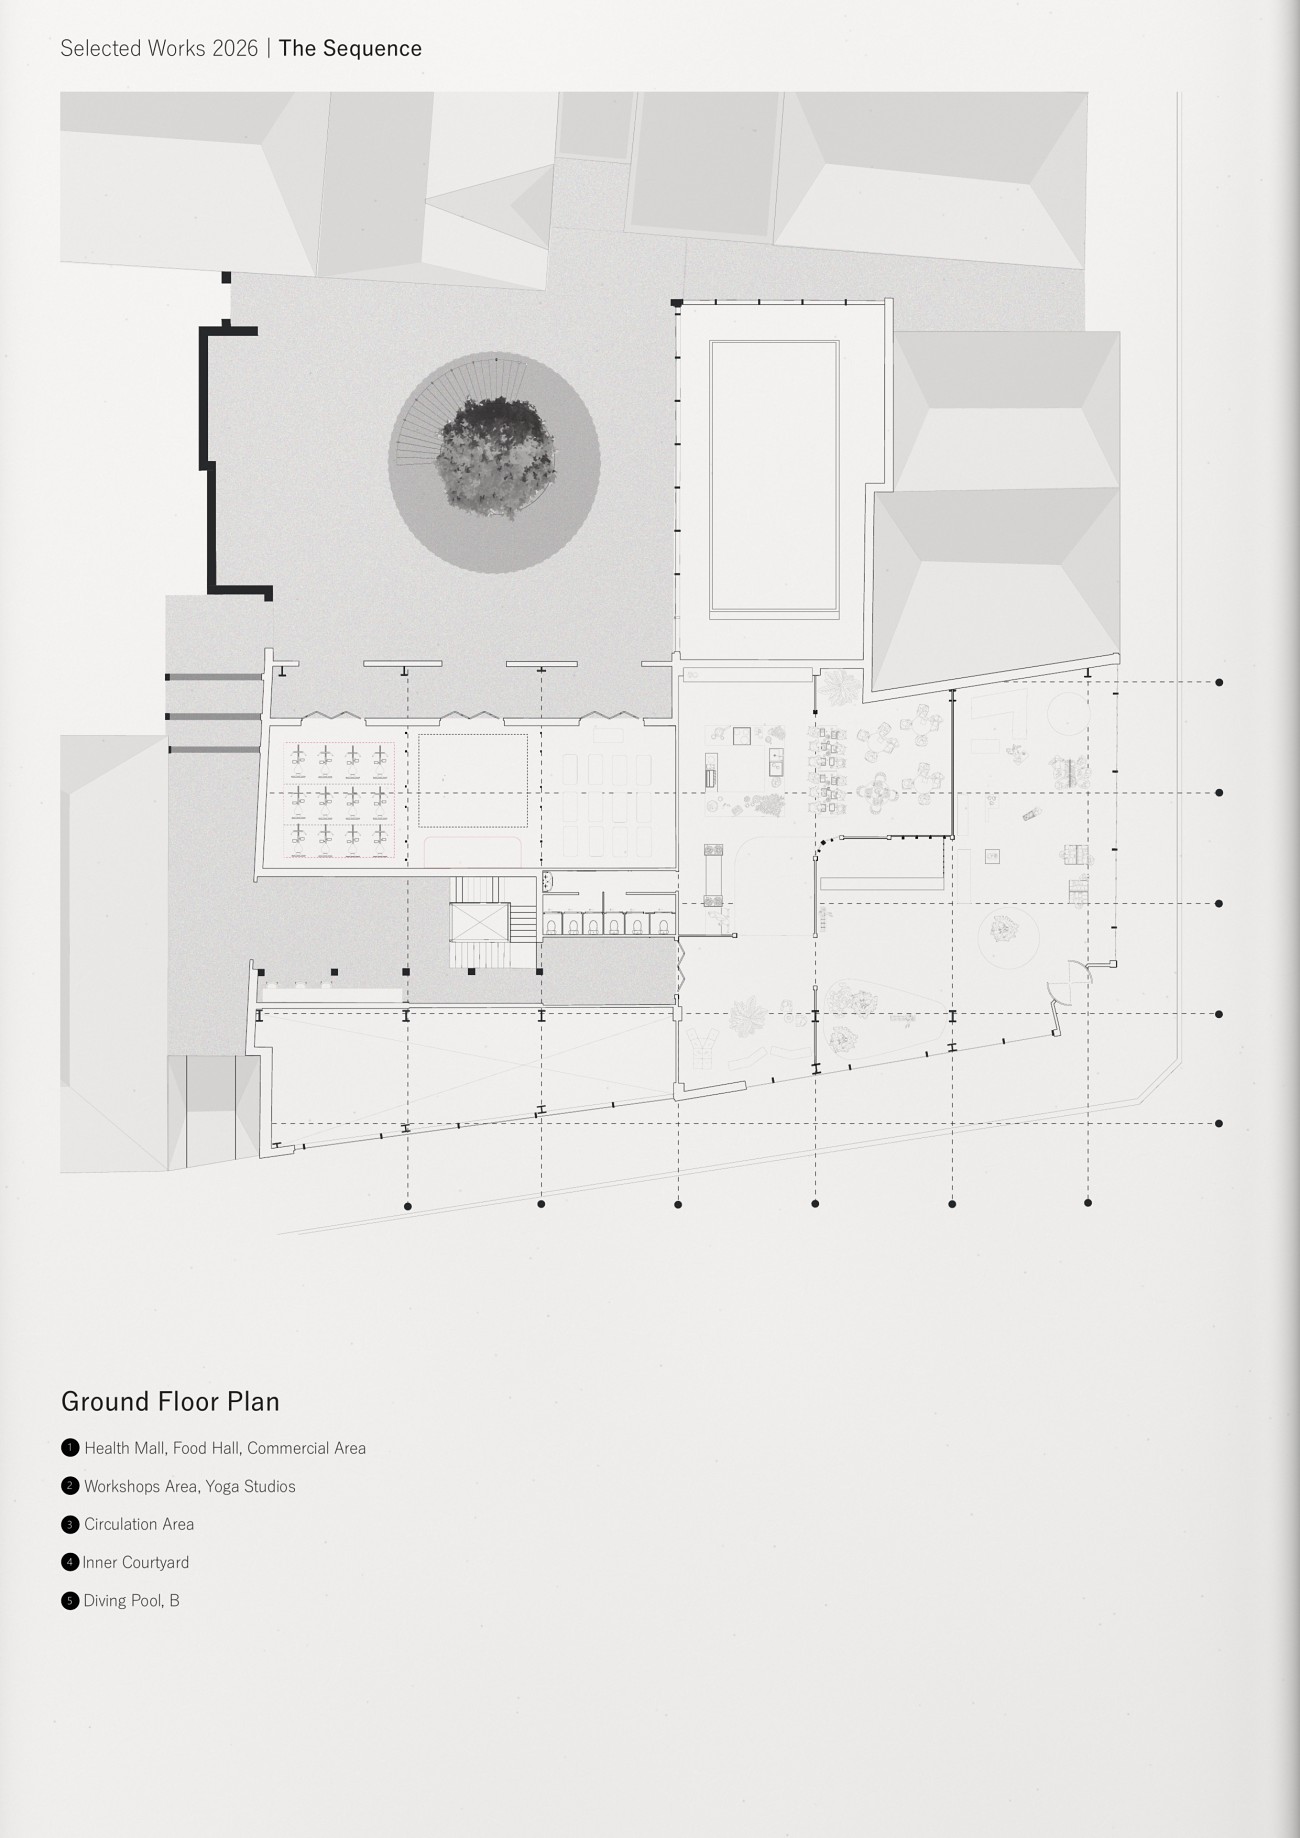 Selected Works 2026 | The Sequence
Ground Floor Plan
1 Health Mall, Food Hall, Commercial Area
2 Workshops Area, Yoga Studios
3 Circulation Area
4 Inner Courtyard
5 Diving Pool, B